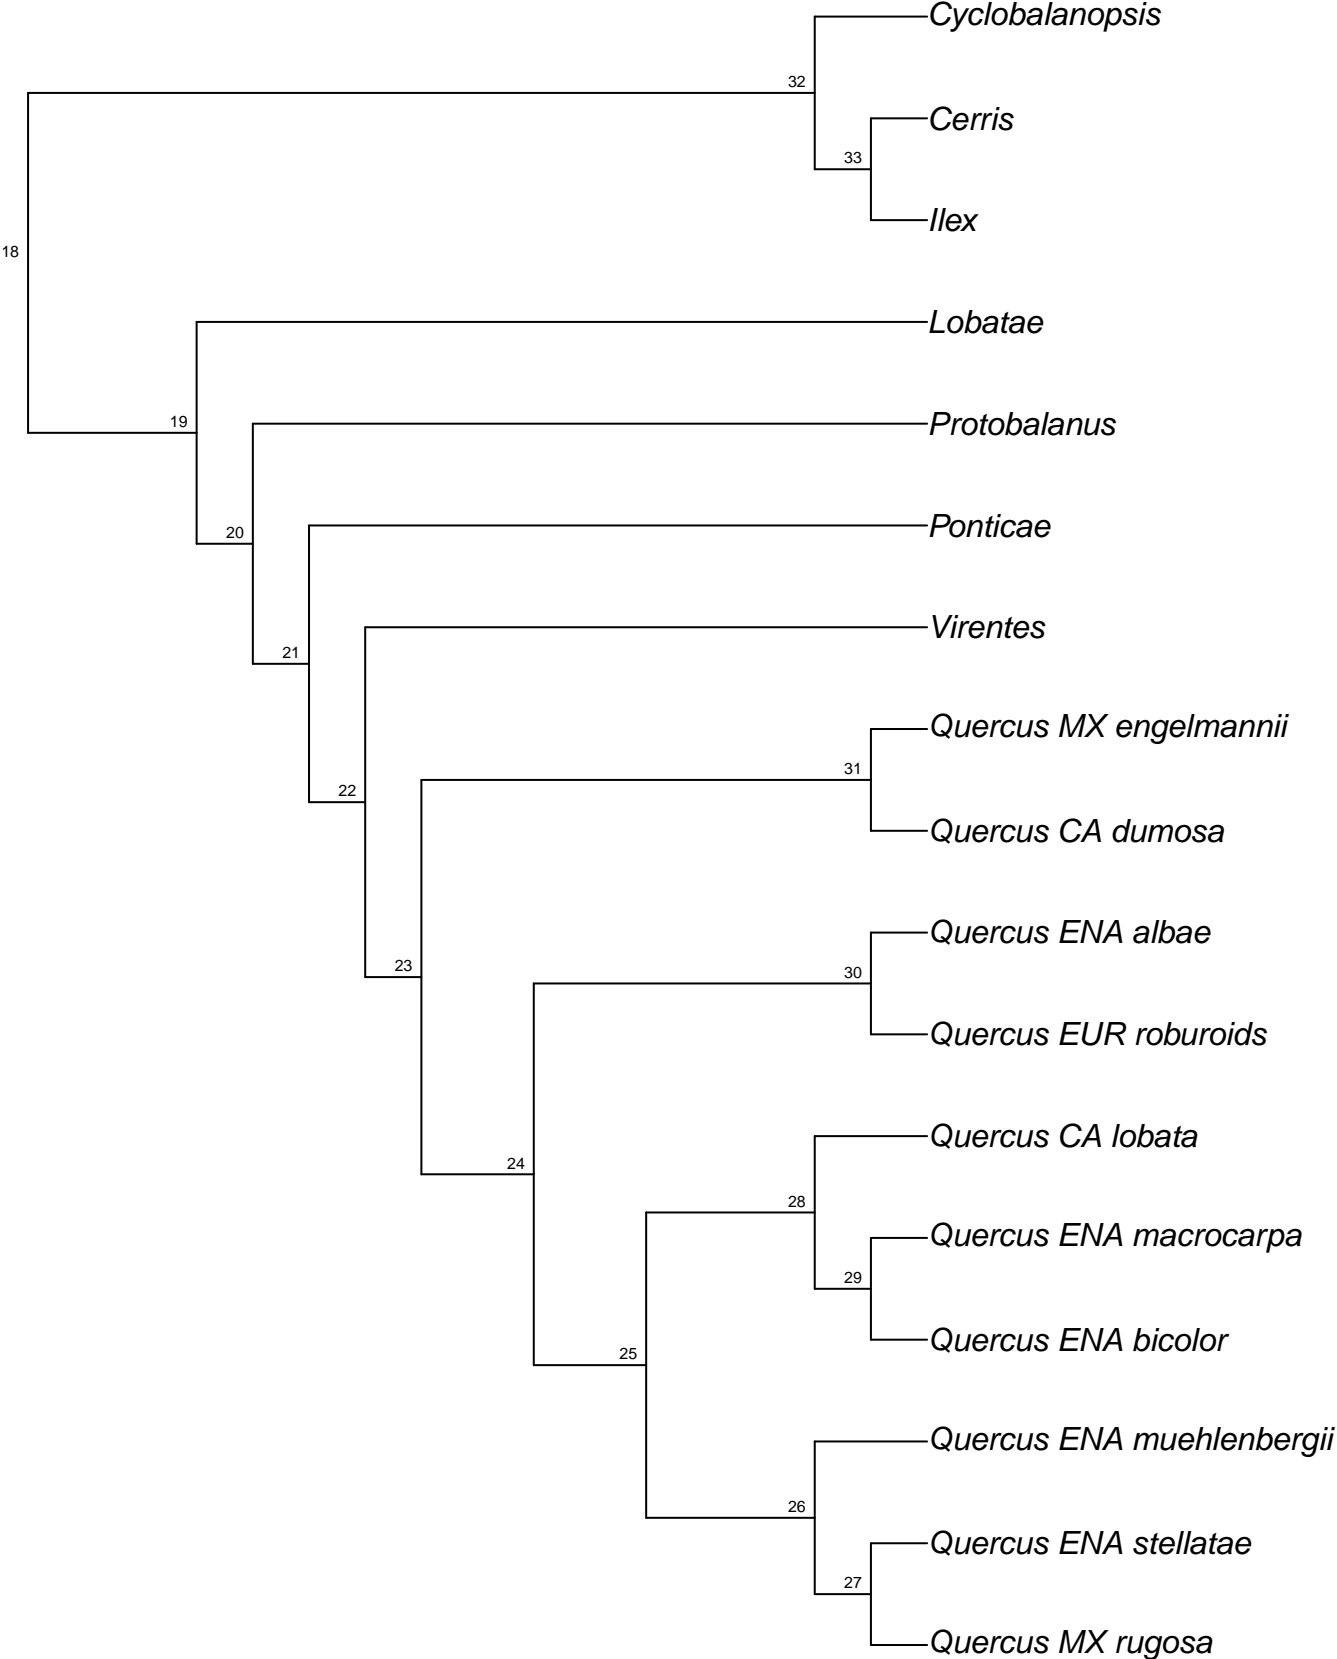 Cyclobalanopsis
32
Cerris
33
Ilex
18
Lobatae
19
Protobalanus
20
Ponticae
21
Virentes
22
Quercus MX engelmannii
31
Quercus CA dumosa
23
Quercus ENA albae
30
Quercus EUR roburoids
24
Quercus CA lobata
28
Quercus ENA macrocarpa
29
Quercus ENA bicolor
25
Quercus ENA muehlenbergii
26
Quercus ENA stellatae
27
Quercus MX rugosa